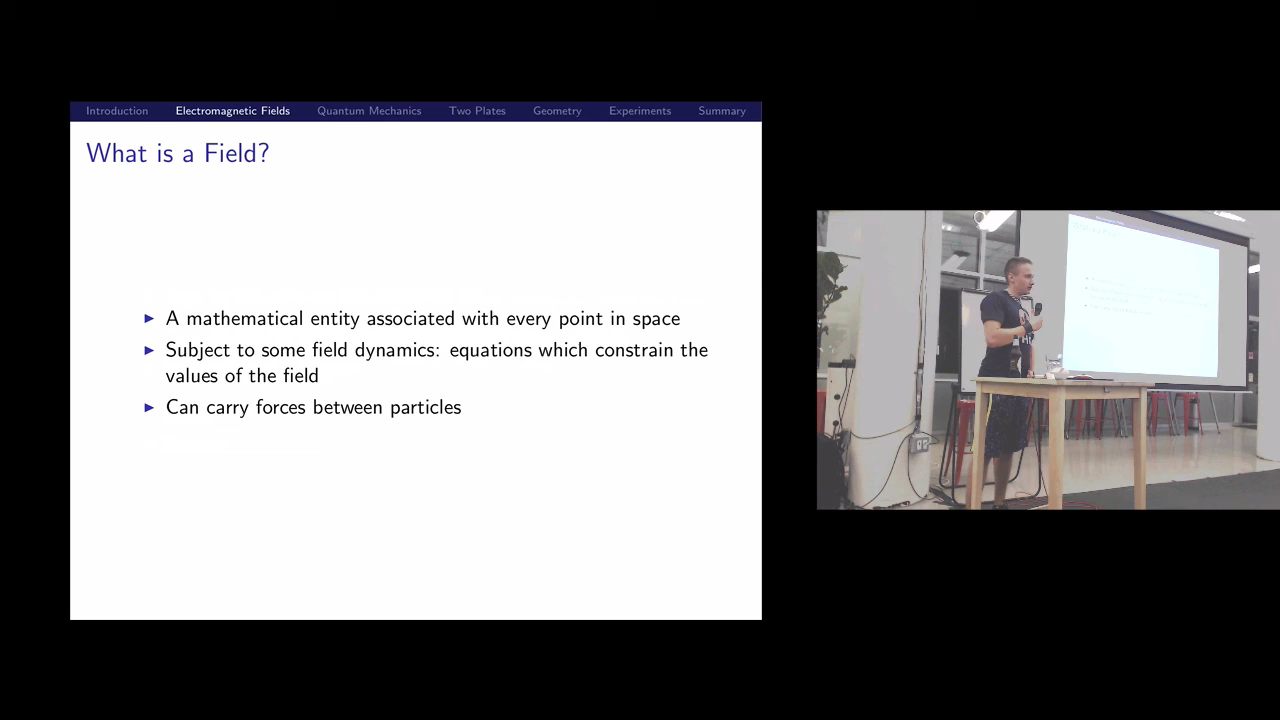 Introduction Electromagnetic Fields Quantum Mechanics Two Plates Geometry Experiments Summary
What is a Field?
A mathematical entity associated with every point in space
Subject to some field dynamics: equations which constrain the
values of the field
Can carry forces between particles